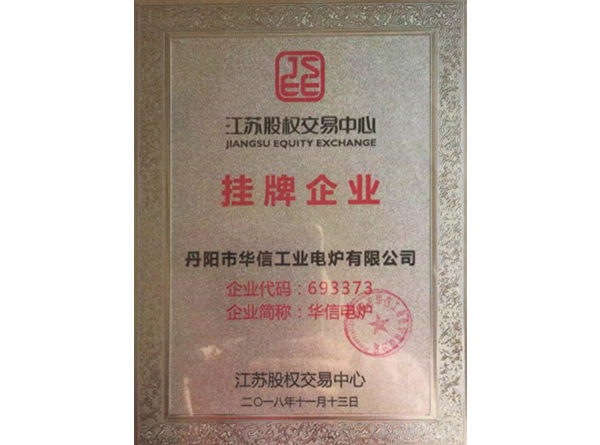 JS
EE
江苏股权交易中心
JIANGSU EQUITY EXCHANGE
挂牌企业
丹阳市华信工业电炉有限公司
企业代码：693373
企业简称：华信电炉
江苏股权交易中心
二〇一八年十一月十三日